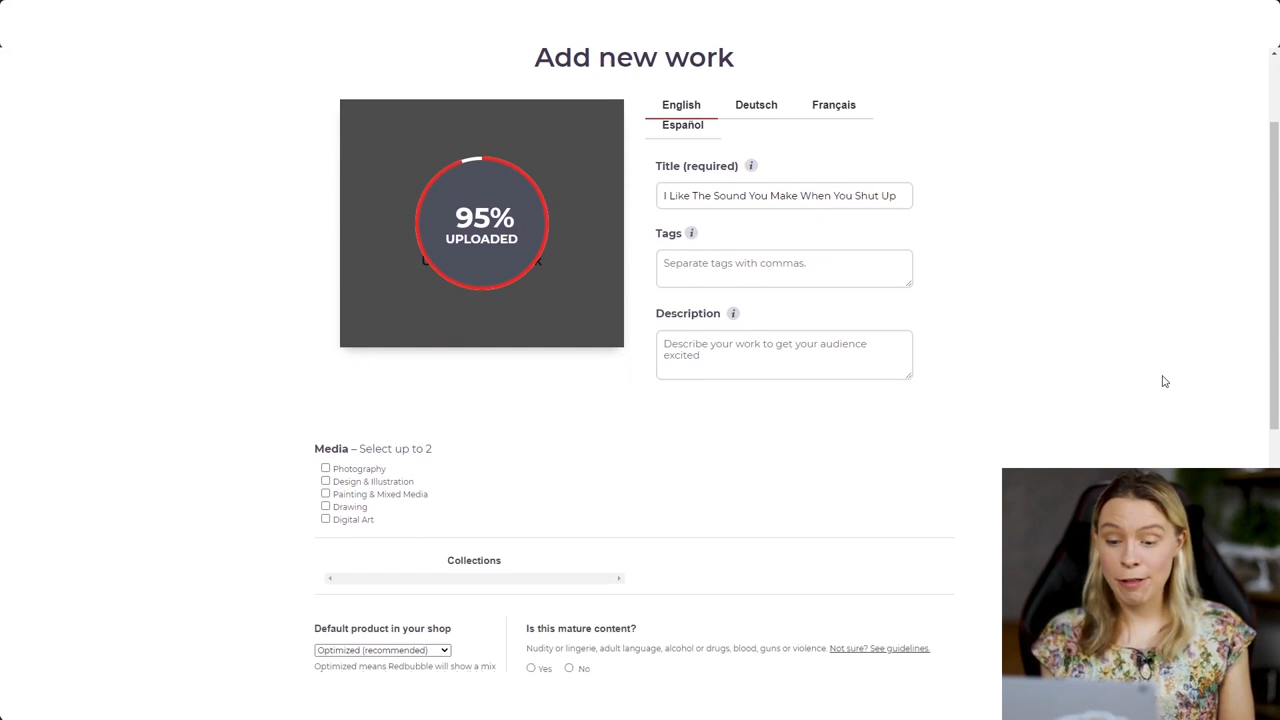 Add new work
English Deutsch Français
Español
Title (required) i
I Like The Sound You Make When You Shut Up
Tags i
Separate tags with commas.
Description i
Describe your work to get your audience
excited
95%
UPLOADED
Media – Select up to 2
Photography
Design & Illustration
Painting & Mixed Media
Drawing
Digital Art
Collections
Default product in your shop
Optimized (recommended)
Optimized means Redbubble will show a mix
Is this mature content?
Nudity or lingerie, adult language, alcohol or drugs, blood, guns or violence. Not sure? See guidelines.
Yes No